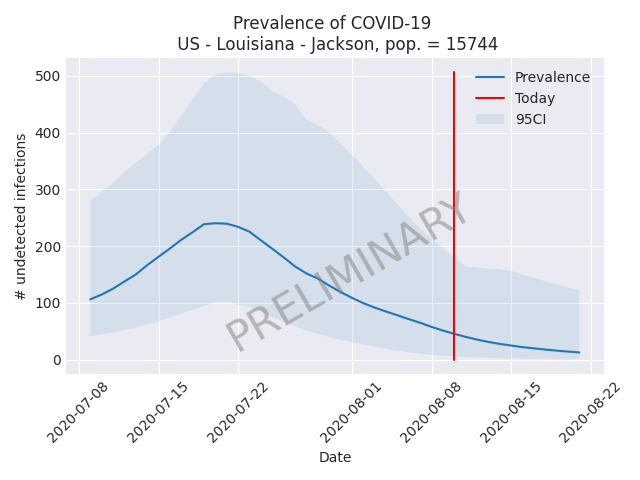 Prevalence of COVID-19
US - Louisiana - Jackson, pop. = 15744
# undetected infections
500
400
300
200
100
0
Prevalence
Today
95CI
PRELIMINARY
2020-07-08
2020-07-15
2020-07-22
2020-08-01
2020-08-08
2020-08-15
2020-08-22
Date